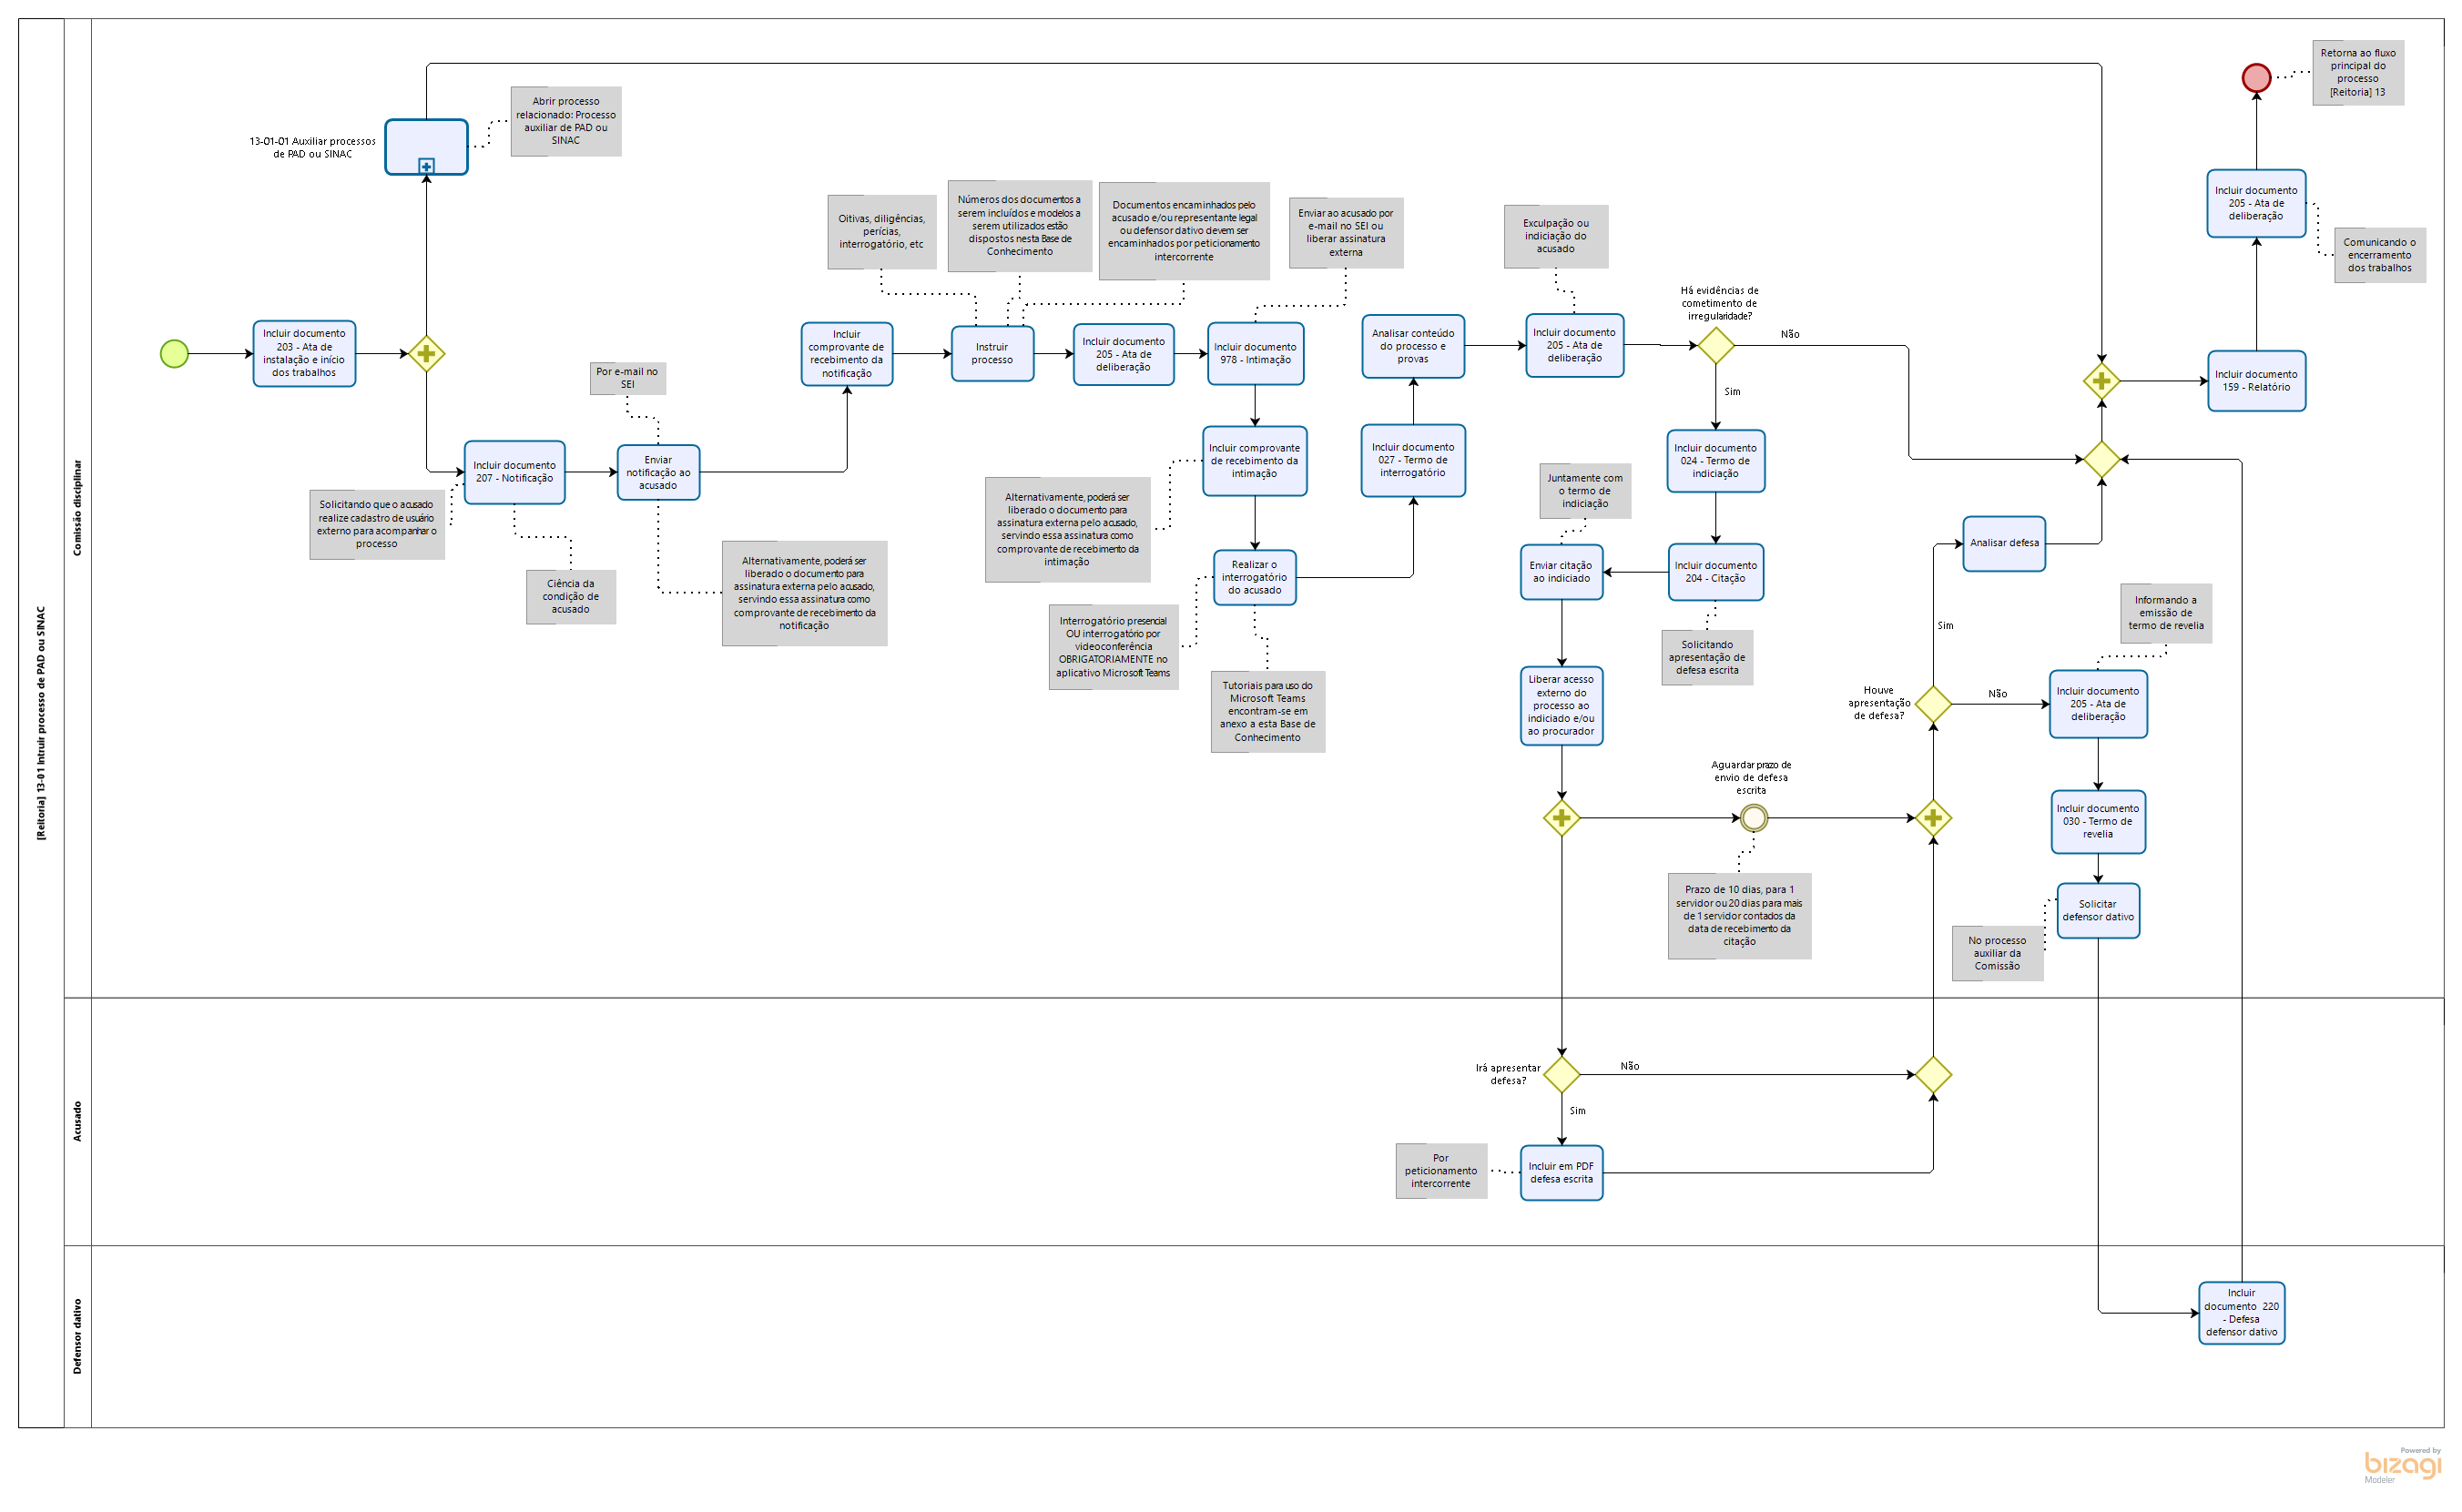 [Reitoria] 13-01 Intruir processo de PAD ou SINAC
Comissão disciplinar
Acusado
Defensor dativo
Incluir documento
203 - Ata de
instalação e início
dos trabalhos
13-01-01 Auxiliar processos
de PAD ou SINAC
Abrir processo
relacionado: Processo
auxiliar de PAD ou
SINAC
Incluir documento
207 - Notificação
Solicitando que o acusado
realize cadastro de usuário
externo para acompanhar o
processo
Ciência da
condição de
acusado
Por e-mail no
SEI
Enviar
notificação ao
acusado
Alternativamente, poderá ser
liberado o documento para
assinatura externa pelo acusado,
servindo essa assinatura como
comprovante de recebimento da
notificação
Incluir
comprovante de
recebimento da
notificação
Oitivas, diligências,
perícias,
interrogatório, etc
Números dos documentos a
serem incluídos e modelos a
serem utilizados estão
dispostos nesta Base de
Conhecimento
Documentos encaminhados pelo
acusado e/ou representante legal
ou defensor dativo devem ser
encaminhados por peticionamento
intercorrente
Instruir
processo
Incluir documento
205 - Ata de
deliberação
Enviar ao acusado por
e-mail no SEI ou
liberar assinatura
externa
Incluir documento
978 - Intimação
Incluir comprovante
de recebimento da
intimação
Alternativamente, poderá ser
liberado o documento para
assinatura externa pelo acusado,
servindo essa assinatura como
comprovante de recebimento da
intimação
Realizar o
interrogatório
do acusado
Interrogatório presencial
OU interrogatório por
videoconferência
OBRIGATORIAMENTE no
aplicativo Microsoft Teams
Tutoriais para uso do
Microsoft Teams
encontram-se em
anexo a esta Base de
Conhecimento
Incluir documento
027 - Termo de
interrogatório
Analisar conteúdo
do processo e
provas
Exculpação ou
indiciação do
acusado
Incluir documento
205 - Ata de
deliberação
Há evidências de
cometimento de
irregularidade?
Não
Sim
Incluir documento
024 - Termo de
indiciação
Incluir documento
204 - Citação
Solicitando
apresentação de
defesa escrita
Juntamente com
o termo de
indiciação
Enviar citação
ao indiciado
Liberar acesso
externo do
processo ao
indiciado e/ou
ao procurador
Aguardar prazo de
envio de defesa
escrita
Prazo de 10 dias, para 1
servidor ou 20 dias para mais
de 1 servidor contados da
data de recebimento da
citação
Irá apresentar
defesa?
Não
Sim
Por
peticionamento
intercorrente
Incluir em PDF
defesa escrita
Houve
apresentação
de defesa?
Sim
Não
Analisar defesa
Informando a
emissão de
termo de revelia
Incluir documento
205 - Ata de
deliberação
Incluir documento
030 - Termo de
revelia
Solicitar
defensor dativo
No processo
auxiliar da
Comissão
Incluir
documento 220
- Defesa
defensor dativo
Incluir documento
159 - Relatório
Incluir documento
205 - Ata de
deliberação
Comunicando o
encerramento
dos trabalhos
Retorna ao fluxo
principal do
processo
[Reitoria] 13
Powered by
bizagi
Modeler